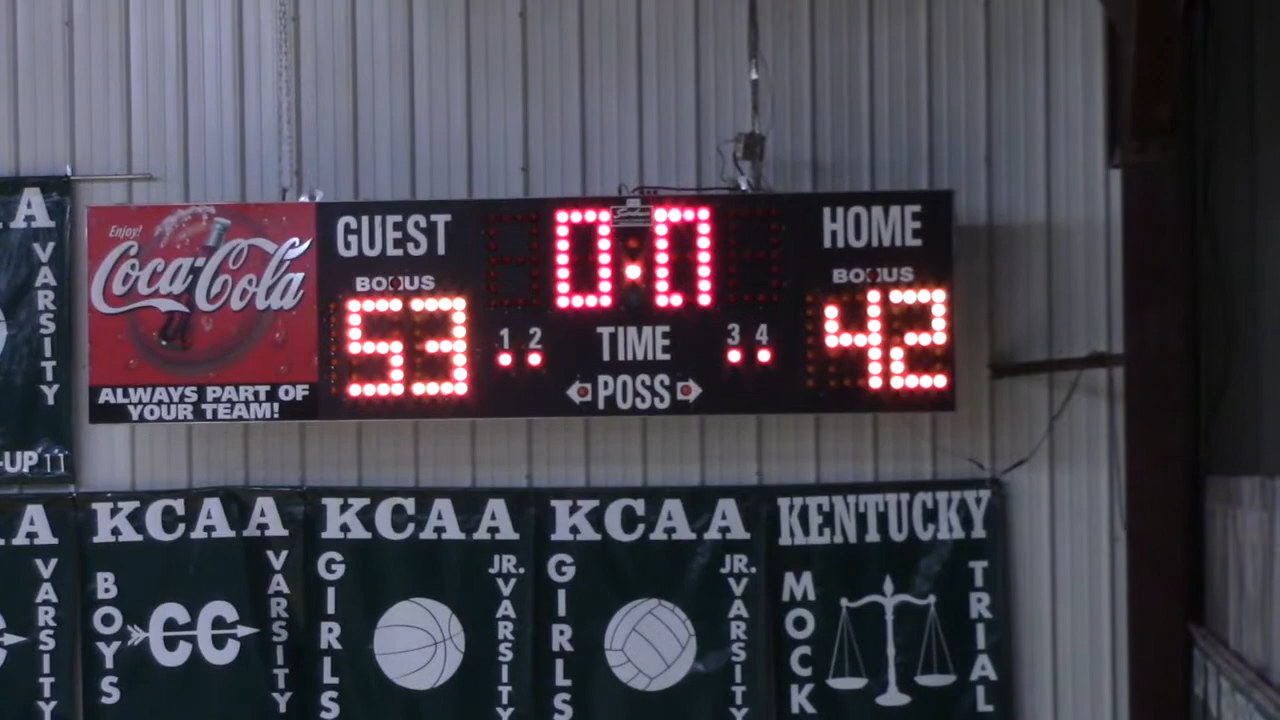 A
VARSITY
-UP 11
Enjoy!
Coca-Cola
ALWAYS PART OF
YOUR TEAM!
GUEST
BONUS
53
0:0
1 2
TIME
3 4
POSS
HOME
BONUS
42
A
VARSITY
KCAA
BOYS
CC
VARSITY
KCAA
GIRLS
JR.
VARSITY
KCAA
GIRLS
JR.
VARSITY
KENTUCKY
MOCK
TRIAL